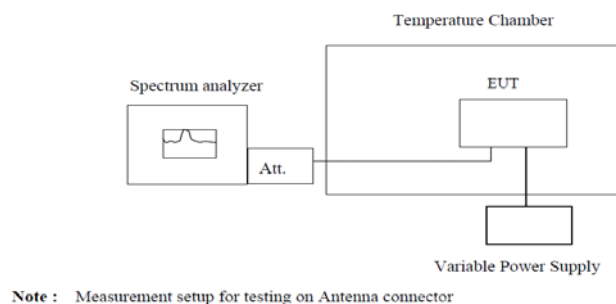 Temperature Chamber
Spectrum analyzer
EUT
Att.
Variable Power Supply
Note : Measurement setup for testing on Antenna connector